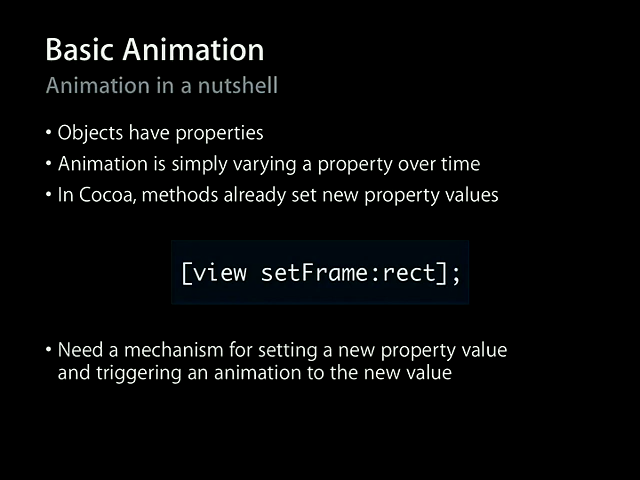 Basic Animation
Animation in a nutshell
• Objects have properties
• Animation is simply varying a property over time
• In Cocoa, methods already set new property values
[view setFrame:rect];
• Need a mechanism for setting a new property value
and triggering an animation to the new value